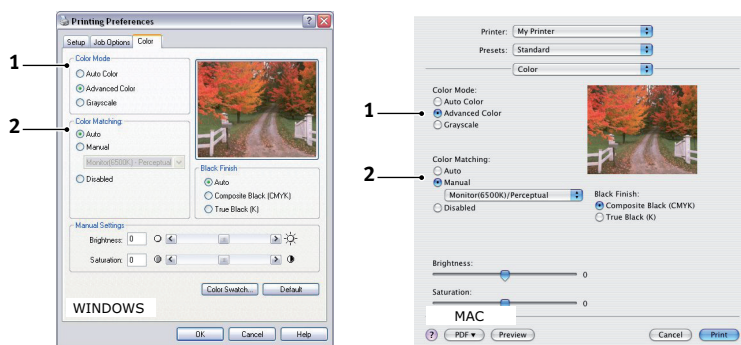 Printing Preferences
Setup Job Options Color
1
Color Mode
Auto Color
Advanced Color
Grayscale
2
Color Matching:
Auto
Manual
Monitor(6500K) - Perceptual
Disabled
Black Finish
Auto
Composite Black (CMYK)
True Black (K)
Manual Settings
Brightness: 0
Saturation: 0
Color Swatch... Default
WINDOWS
OK Cancel Help
Printer: My Printer
Presets: Standard
Color
Color Mode:
Auto Color
1
Advanced Color
Grayscale
Color Matching:
Auto
2
Manual
Monitor(6500K)/Perceptual
Disabled
Black Finish:
Composite Black (CMYK)
True Black (K)
Brightness:
0
Saturation:
0
MAC
? PDF Preview Cancel Print